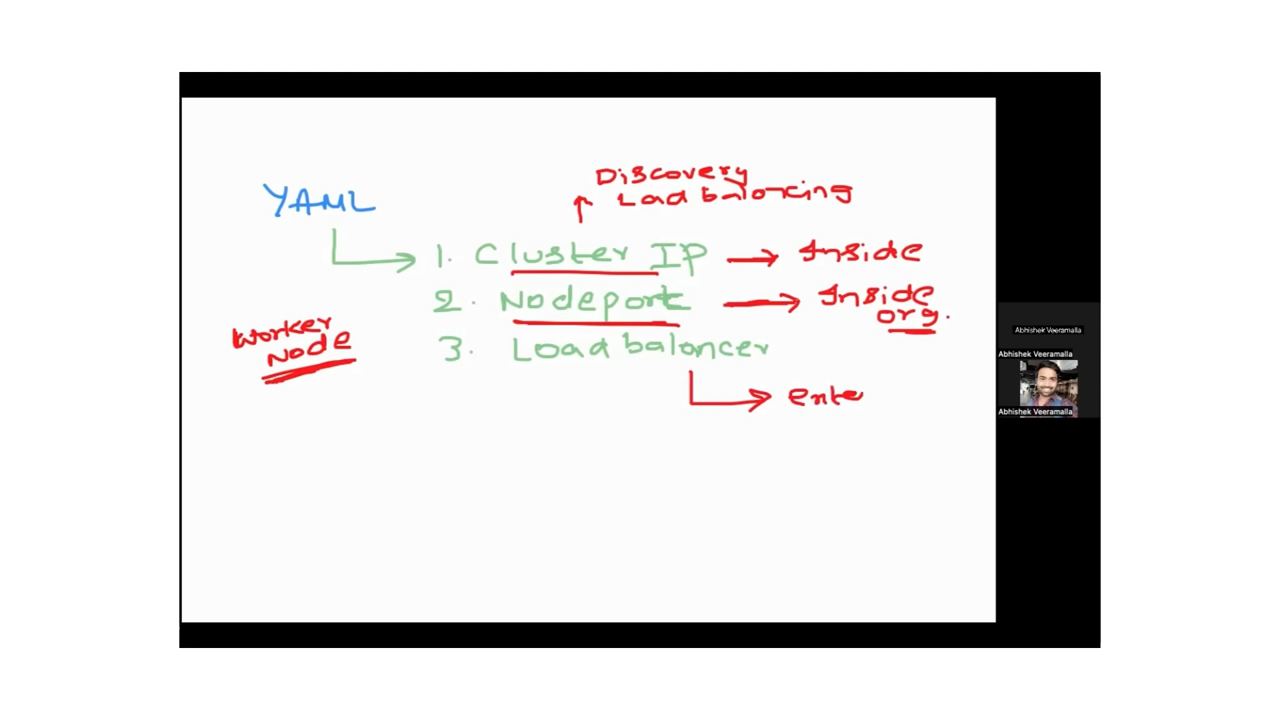 Discovery
Load balancing
YAML
1. Cluster IP → Inside
2. Nodeport → Inside
org.
Worker
Node
3. Load balancer
exte
Abhishek Veeramalla
Abhishek Veeramalla
Abhishek Veeramalla